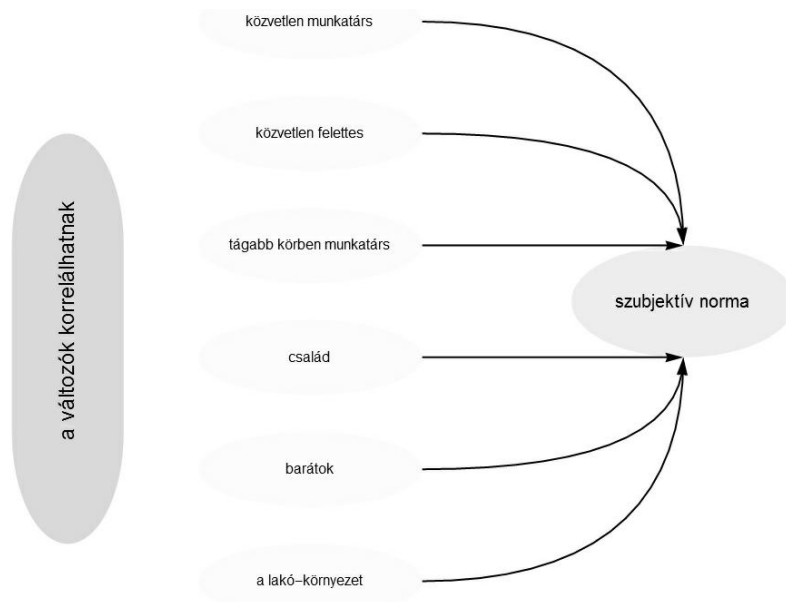 közvetlen munkatárs
közvetlen felettes
tágabb körben munkatárs
család
barátok
a lakó–környezet
a változók korrelálhatnak
szubjektív norma